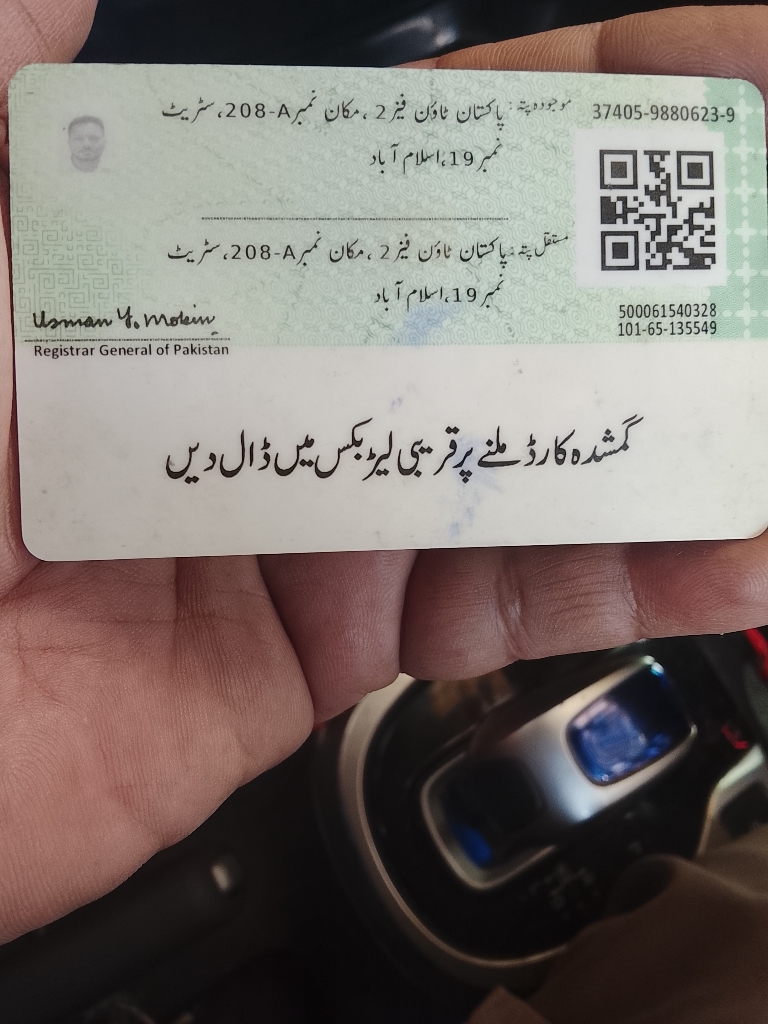 موجودہ پتہ: پاکستان ٹاؤن فیز 2 ، مکان نمبر 208-A، سٹریٹ
نمبر 19، اسلام آباد
37405-9880623-9
مستقل پتہ: پاکستان ٹاؤن فیز 2 ، مکان نمبر 208-A، سٹریٹ
نمبر 19، اسلام آباد
500061540328
101-65-135549
Usman Y. Mobin
Registrar General of Pakistan
گمشدہ کارڈ ملنے پر قریبی لیٹر بکس میں ڈال دیں